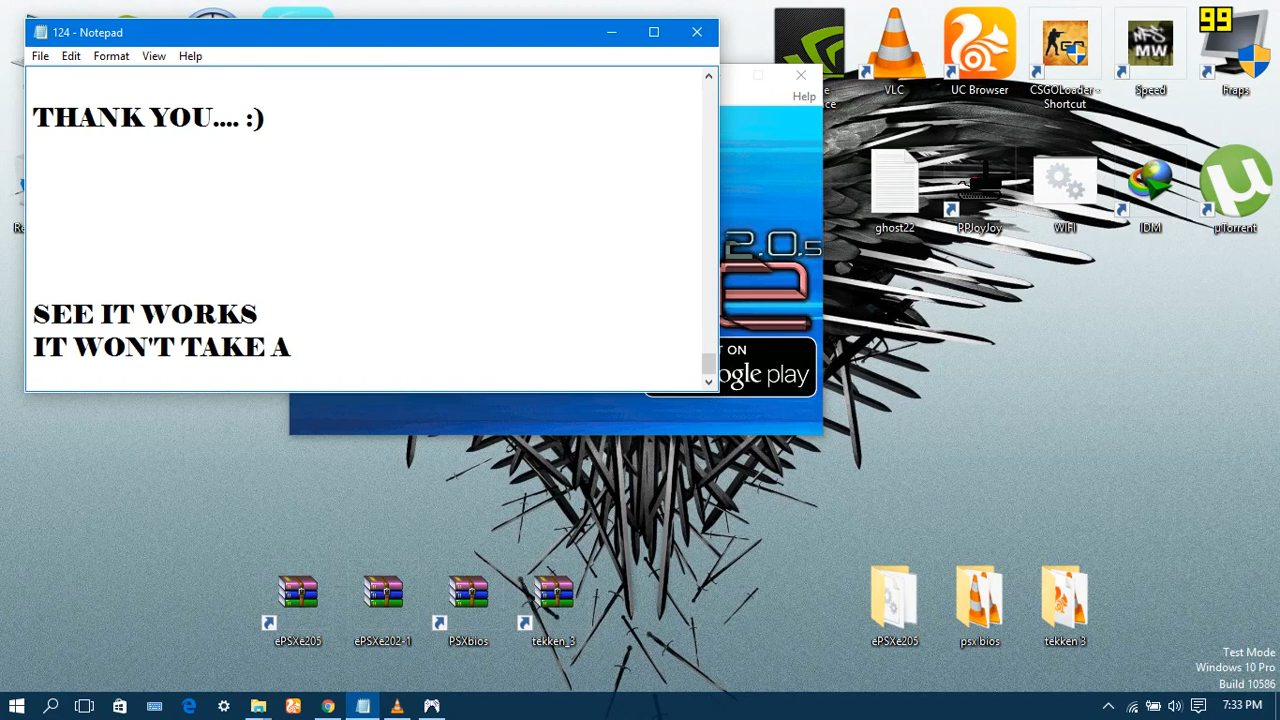 124 - Notepad
File Edit Format View Help
THANK YOU.... :)
SEE IT WORKS
IT WON'T TAKE A
Help
2.0.5
ogle play
99
VLC
UC Browser
CSGOLoader - Shortcut
Speed
Fraps
ghost22
PPJoyJoy
WIFI
IDM
µTorrent
ePSXe205
ePSXe202-1
PSXbios
tekken_3
ePSXe205
psx bios
tekken 3
Test Mode
Windows 10 Pro
Build 10586
7:33 PM